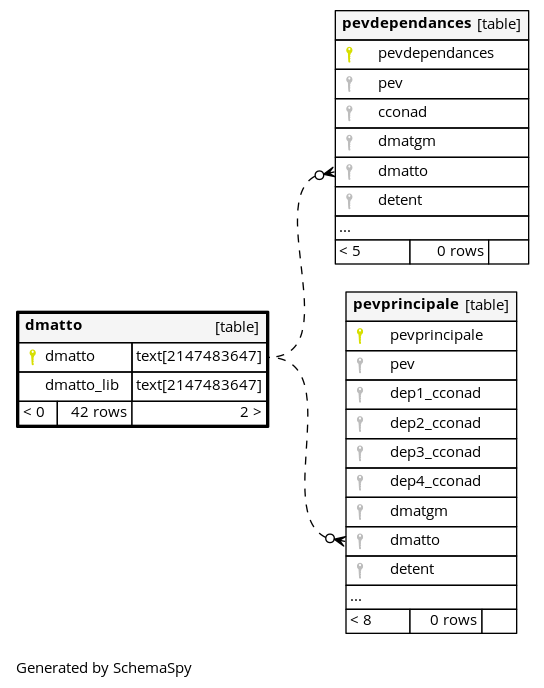 pevdependances [table]
pevdependances
pev
cconad
dmatgm
dmatto
detent
...
< 5 0 rows
dmatto [table]
dmatto text[2147483647]
dmatto_lib text[2147483647]
< 0 42 rows 2 >
pevprincipale [table]
pevprincipale
pev
dep1_cconad
dep2_cconad
dep3_cconad
dep4_cconad
dmatgm
dmatto
detent
...
< 8 0 rows
Generated by SchemaSpy